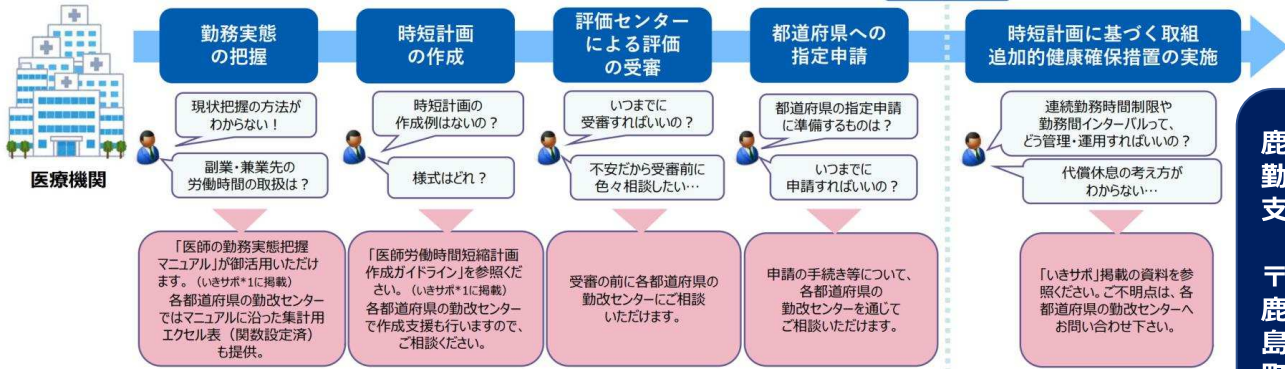 勤務実態
の把握
時短計画
の作成
評価センター
による評価
の受審
都道府県への
指定申請
時短計画に基づく取組
追加的健康確保措置の実施
医療機関
現状把握の方法が
わからない！
副業・兼業先の
労働時間の取扱は？
時短計画の
作成例はないの？
様式はどれ？
いつまでに
受審すればいいの？
不安だから受審前に
色々相談したい…
都道府県の指定申請
に準備するものは？
いつまでに
申請すればいいの？
連続勤務時間制限や
勤務間インターバルって、
どう管理・運用すればいいの？
代償休息の考え方が
わからない…
「医師の勤務実態把握
マニュアル」が御活用いただけ
ます。（いきサポ*1に掲載）
各都道府県の勤改センター
ではマニュアルに沿った集計用
エクセル表（関数設定済）
も提供。
「医師労働時間短縮計画
作成ガイドライン」を参照くだ
さい。（いきサポ*1に掲載）
各都道府県の勤改センター
で作成支援も行いますので、
ご相談ください。
受審の前に各都道府県の
勤改センターにご相談
いただけます。
申請の手続き等について、
各都道府県の
勤改センターを通じて
ご相談いただけます。
「いきサポ」掲載の資料を参
照ください。ご不明点は、各
都道府県の勤改センターへ
お問い合わせ下さい。
鹿
勤
支
〒
鹿
島